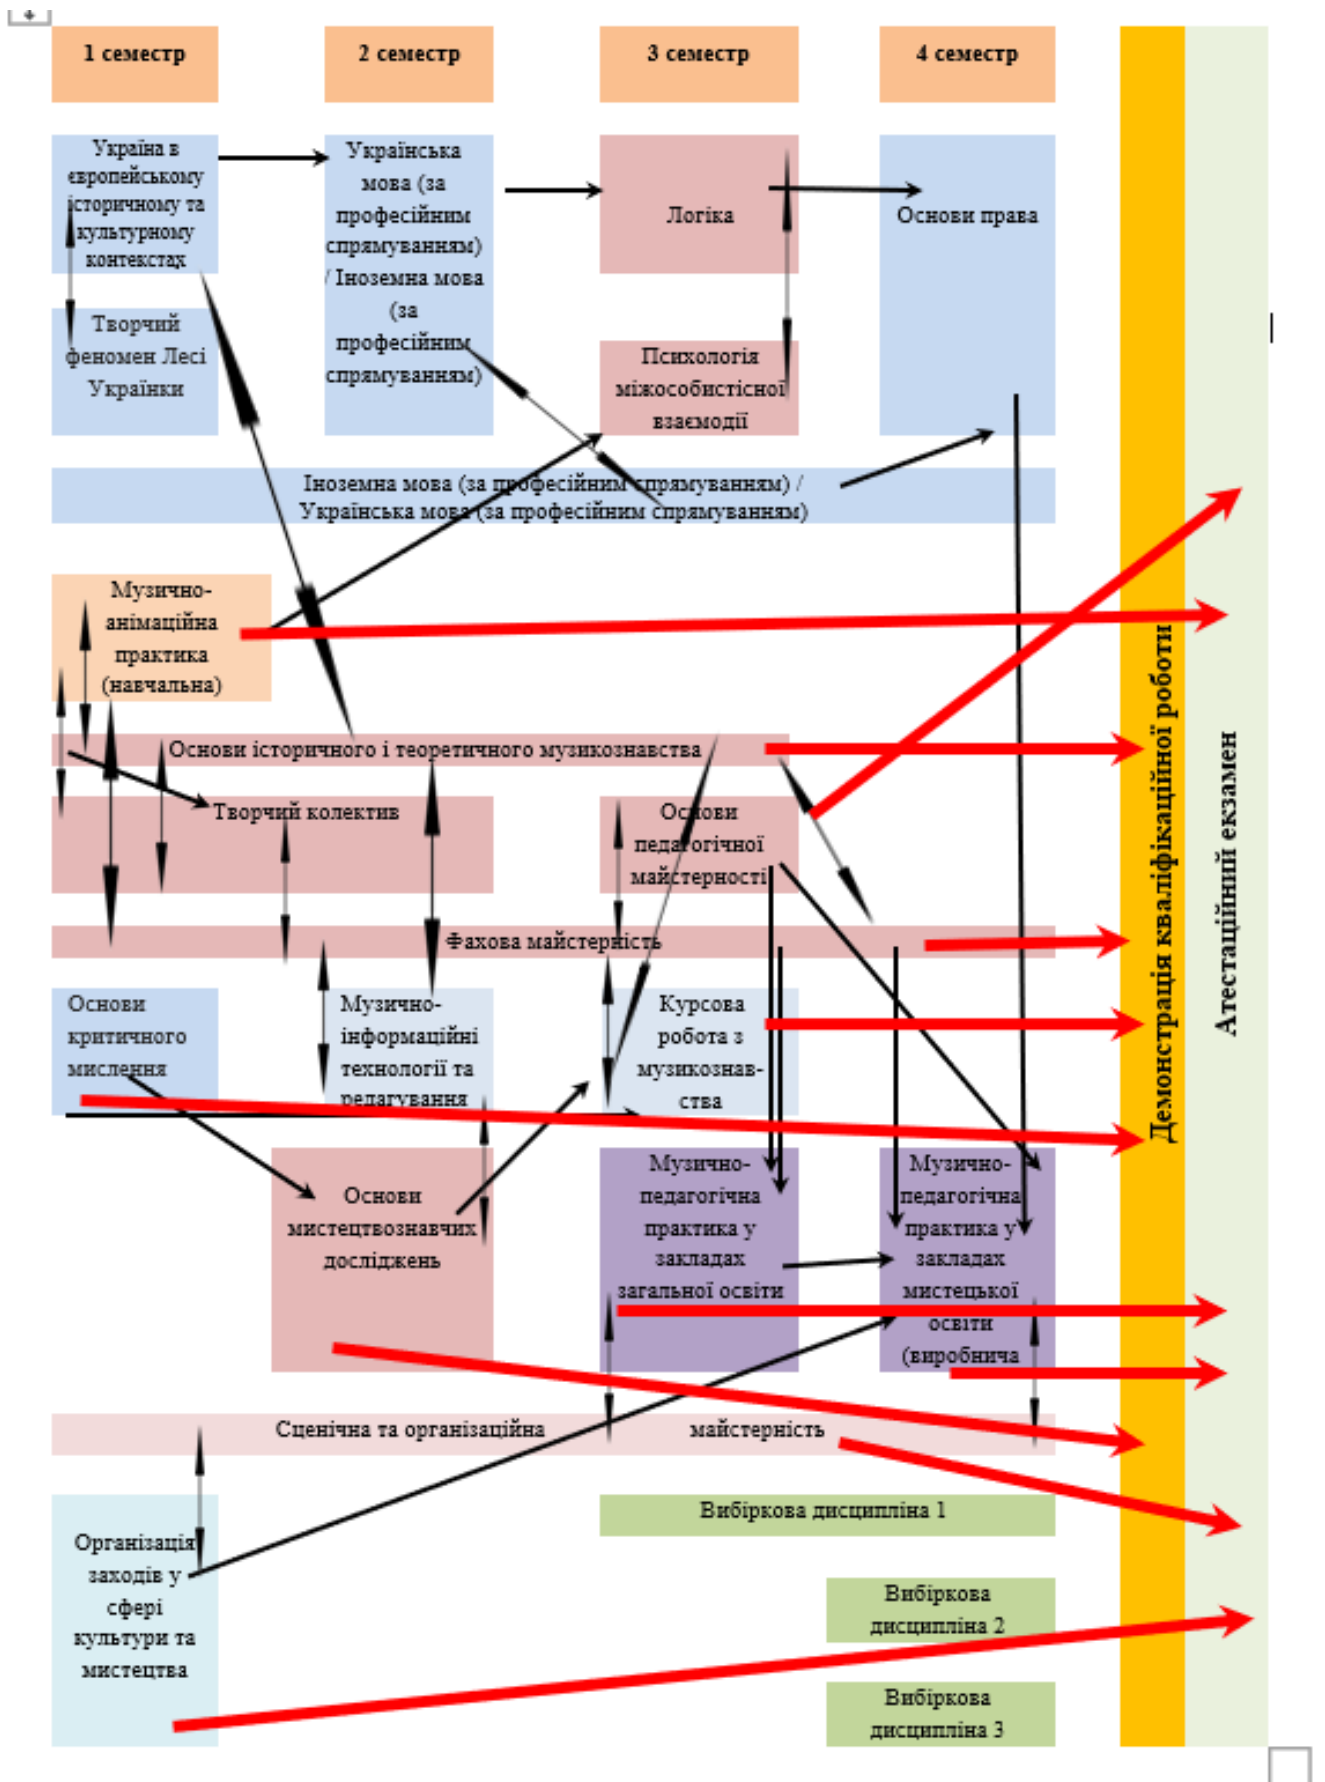 1 семестр
2 семестр
3 семестр
4 семестр
Україна в
європейському
історичному та
культурному
контекстах
Українська
мова (за
професійним
спрямуванням)
/ Іноземна мова
(за
професійним
спрямуванням)
Логіка
Основи права
Творчий
феномен Лесі
Українки
Психологія
міжособистісної
взаємодії
Іноземна мова (за професійним спрямуванням) /
Українська мова (за професійним спрямуванням)
Музично-
анімаційна
практика
(навчальна)
Основи історичного і теоретичного музикознавства
Творчий колектив
Основи
педагогічної
майстерності
Фахова майстерність
Основи
критичного
мислення
Музично-
інформаційні
технології та
редагування
Курсова
робота з
музикознав-
ства
Основи
мистецтвознавчих
досліджень
Музично-
педагогічна
практика у
закладах
загальної освіти
Музично-
педагогічна
практика у
закладах
мистецької
освіти
(виробнича
Сценічна та організаційна майстерність
Організація
заходів у
сфері
культури та
мистецтва
Вибіркова дисципліна 1
Вибіркова
дисципліна 2
Вибіркова
дисципліна 3
Демонстрація кваліфікаційної роботи
Атестаційний екзамен